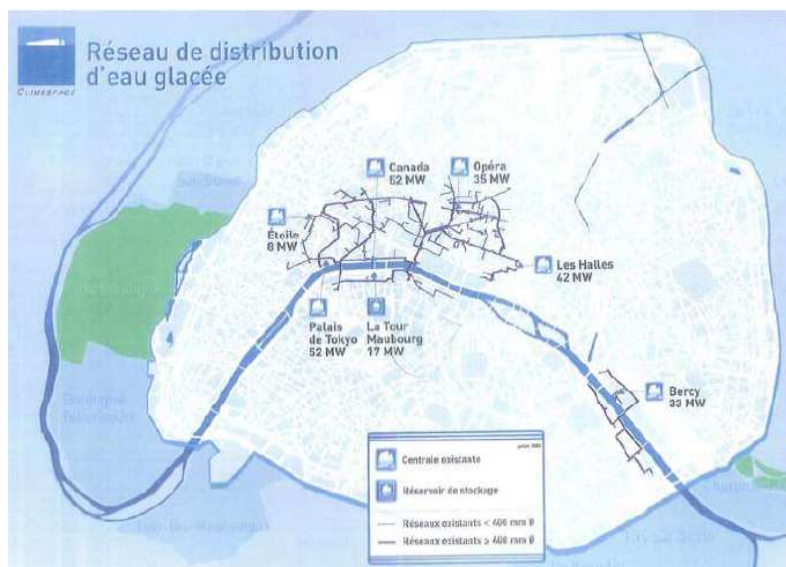 Réseau de distribution
d'eau glacée
CLIMESPACE
Canada
52 MW
Opéra
35 MW
Étoile
8 MW
Les Halles
42 MW
Palais
de Tokyo
52 MW
La Tour
Maubourg
17 MW
Bercy
33 MW
Centrale existante
Réservoir de stockage
Réseaux existants < 400 mm Ø
Réseaux existants ≥ 400 mm Ø